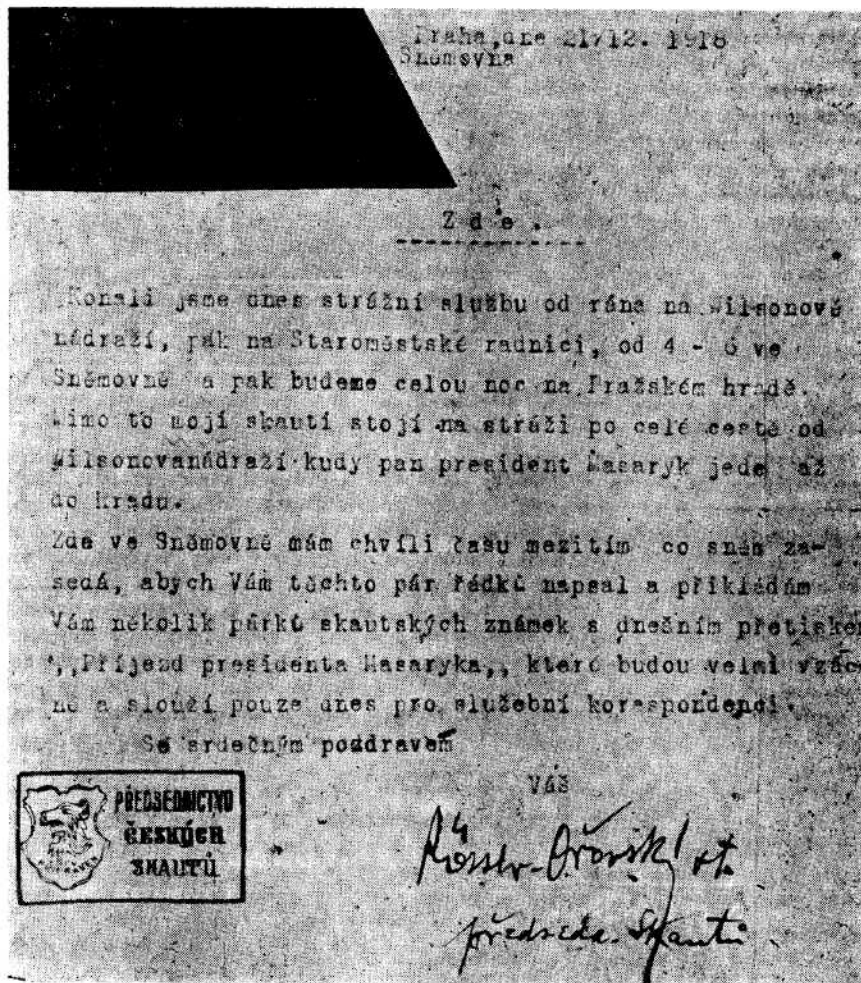 Praha,dne 21/12. 1918
Sněmovna
Zde.
Konali jsme dnes strážní službu od rána na Wilsonově
nádraží, pak na Staroměstské radnici, od 4 - 6 ve
Sněmovně a pak budeme celou noc na Pražském hradě.
Mimo to moji skauti stojí na stráži po celé cestě od
Wilsonovanádraží kudy pan president Masaryk jede až
do hradu.
Zde ve Sněmovně mám chvíli času mezitím co sněm za-
sedá, abych Vám těchto pár řádků napsal a přikládám
Vám několik párků skautských známek s dnešním přetiskem
,,Příjezd presidenta Masaryka,, které budou velmi vzác
né a slouží pouze dnes pro služební korespondenci.
Se srdečným pozdravem
Váš
PŘEDSEDNICTVO
ČESKÝCH
SKAUTŮ
Rössler-Ořovský st.
předseda Skautů.